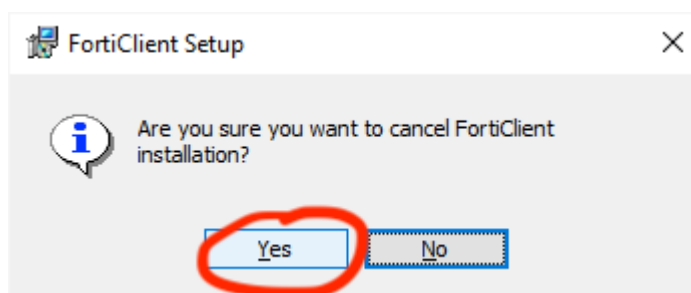 FortiClient Setup
Are you sure you want to cancel FortiClient
installation?
Yes No